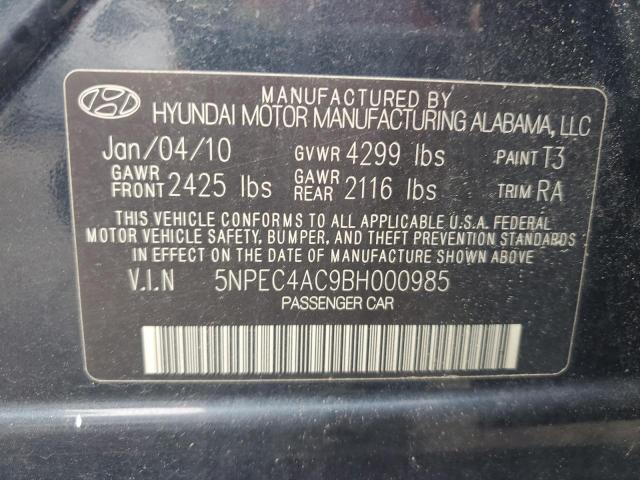 MANUFACTURED BY
HYUNDAI MOTOR MANUFACTURING ALABAMA, LLC
Jan/04/10 GVWR 4299 lbs PAINT T3
GAWR FRONT 2425 lbs GAWR REAR 2116 lbs TRIM RA
THIS VEHICLE CONFORMS TO ALL APPLICABLE U.S.A. FEDERAL
MOTOR VEHICLE SAFETY, BUMPER, AND THEFT PREVENTION STANDARDS
IN EFFECT ON THE DATE OF MANUFACTURE SHOWN ABOVE.
V.I.N 5NPEC4AC9BH000985
PASSENGER CAR